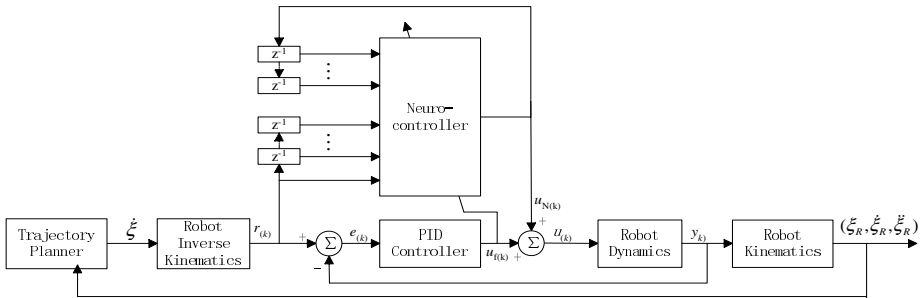 z⁻¹
z⁻¹
⋮
z⁻¹
z⁻¹
⋮
Neuro-
controller
u_N(k)
Trajectory
Planner
ξ̇
Robot
Inverse
Kinematics
r_(k)
+
−
Σ
e_(k)
PID
Controller
u_f(k)
+
+
Σ
u_(k)
Robot
Dynamics
y_k)
Robot
Kinematics
(ξ_R, ξ̇_R, ξ̈_R)